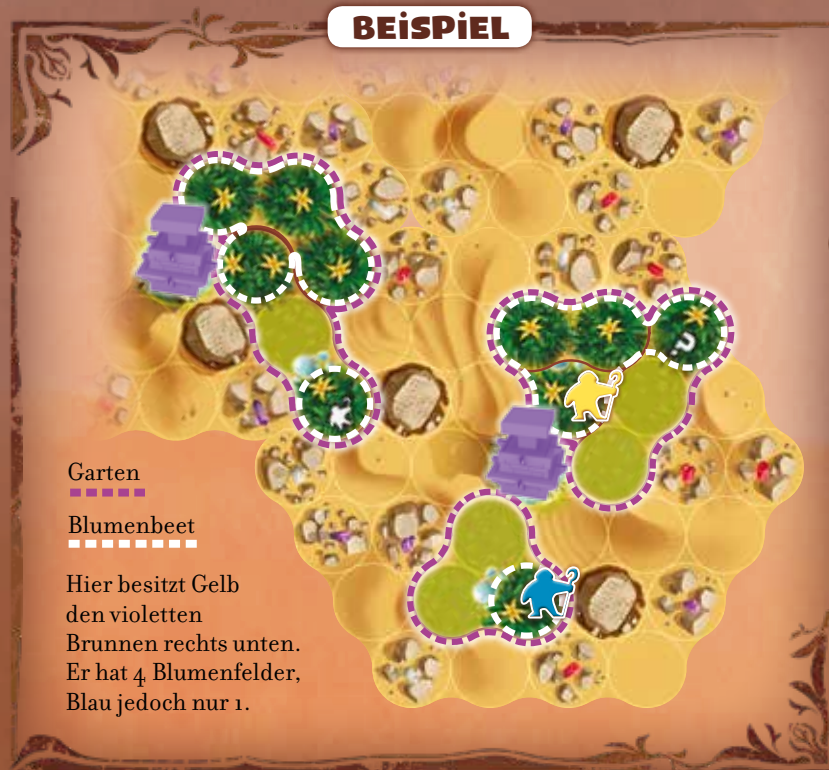 BEiSPiEL
Garten
Blumenbeet
Hier besitzt Gelb
den violetten
Brunnen rechts unten.
Er hat 4 Blumenfelder,
Blau jedoch nur 1.